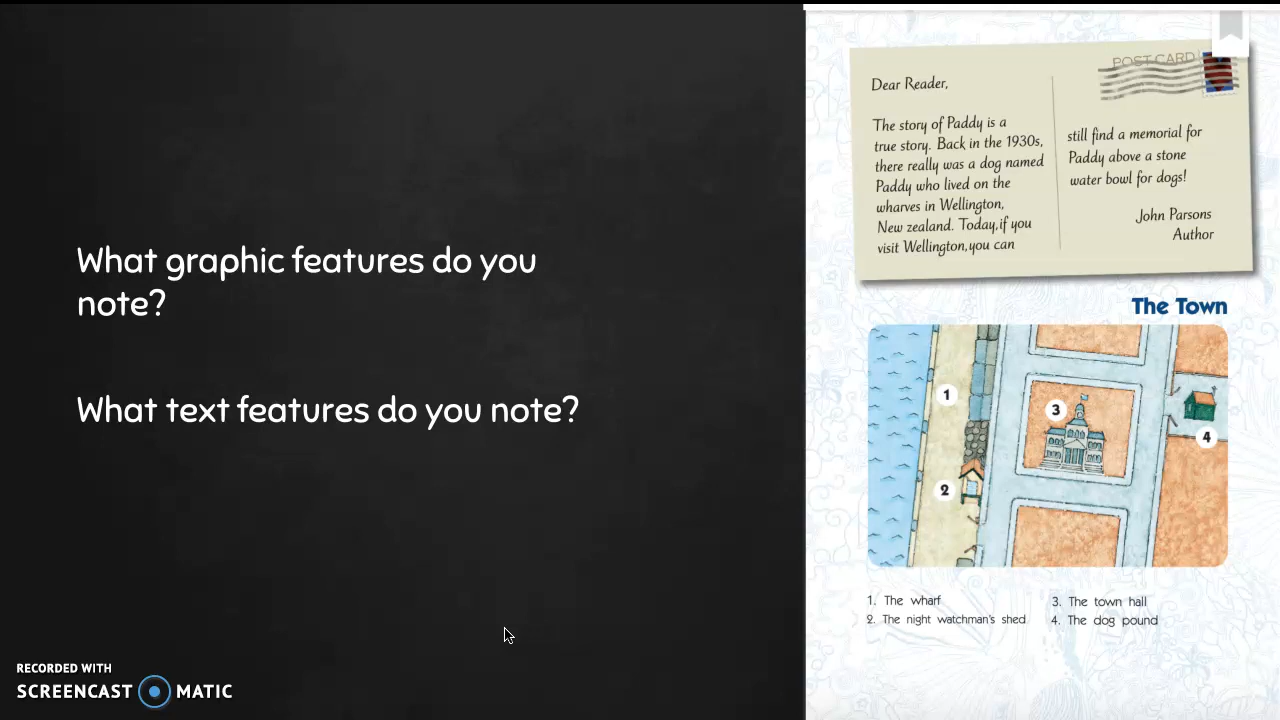 What graphic features do you
note?
What text features do you note?
RECORDED WITH
SCREENCAST MATIC
POST CARD
Dear Reader,
The story of Paddy is a
true story. Back in the 1930s,
there really was a dog named
Paddy who lived on the
wharves in Wellington,
New zealand. Today, if you
visit Wellington, you can
still find a memorial for
Paddy above a stone
water bowl for dogs!
John Parsons
Author
The Town
1
2
3
4
1. The wharf
2. The night watchman's shed
3. The town hall
4. The dog pound